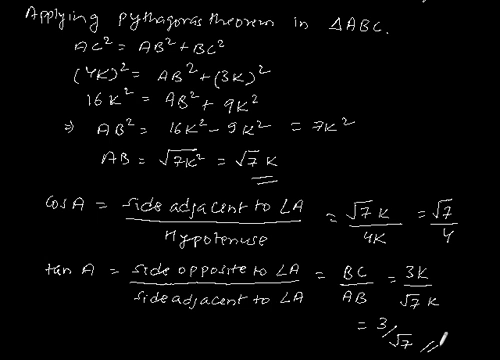 Applying pythagoras theorem in △ABC.
AC² = AB² + BC²
(4K)² = AB² + (3K)²
16K² = AB² + 9K²
⇒ AB² = 16K² - 9K² = 7K²
AB = √7K² = √7 K
Cos A = side adjacent to ∠A / Hypotenuse = √7 K / 4K = √7 / 4
tan A = side opposite to ∠A / side adjacent to ∠A = BC / AB = 3K / √7 K
= 3/√7 //